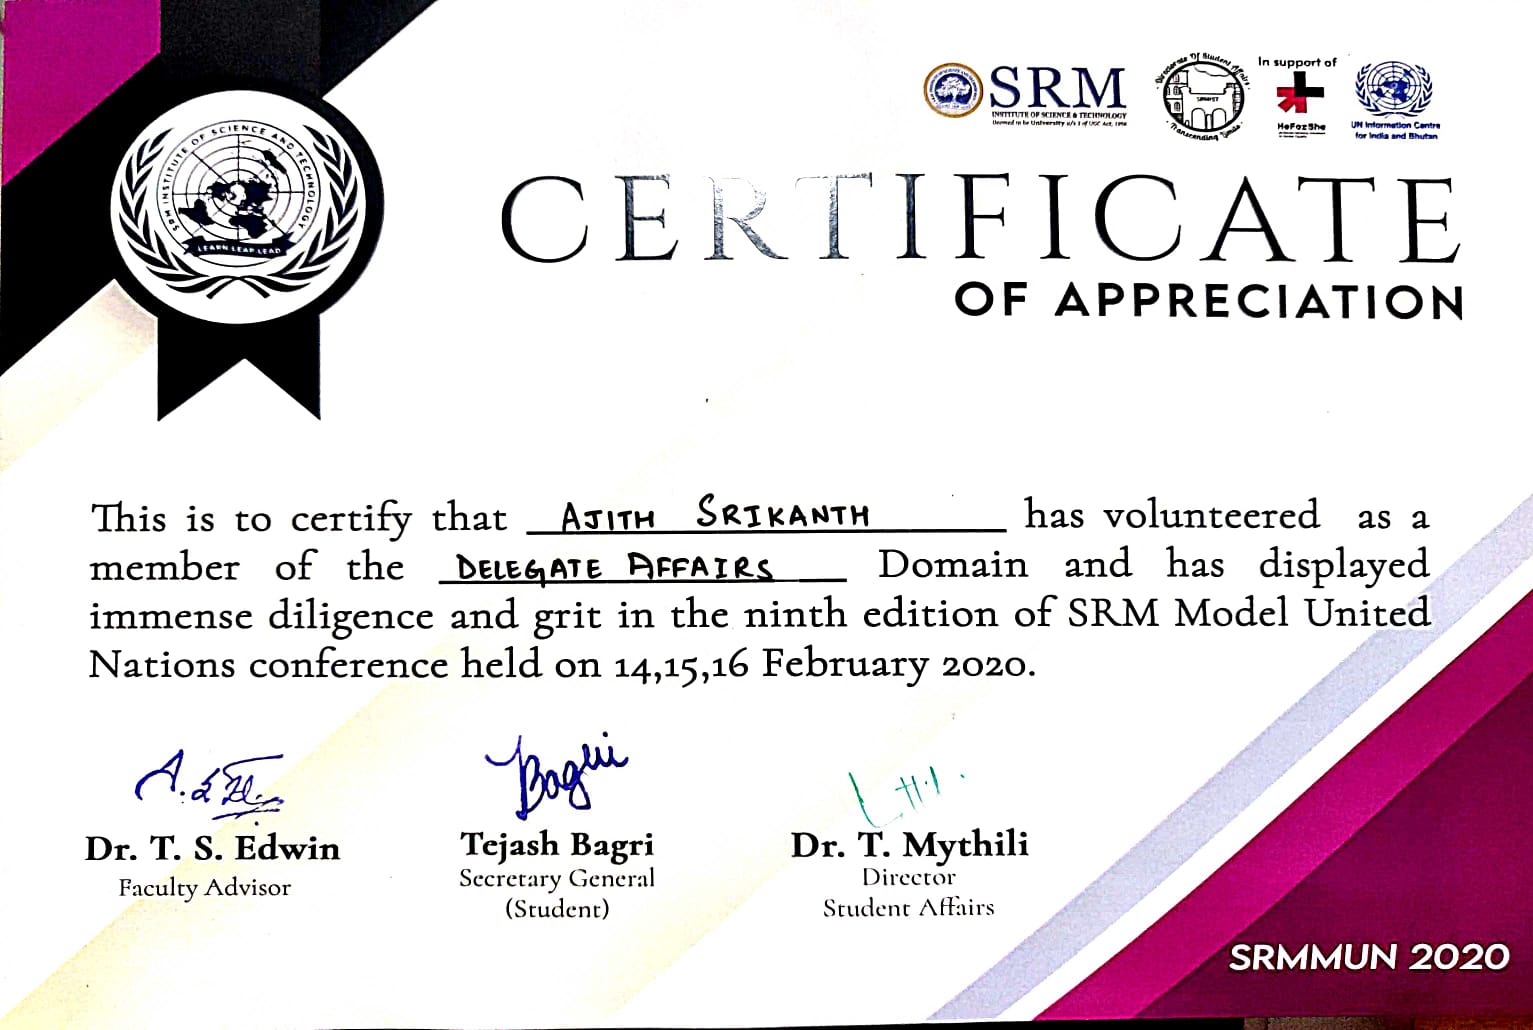 SRM INSTITUTE OF SCIENCE AND TECHNOLOGY
LEARN LEAP LEAD
SRM
INSTITUTE OF SCIENCE & TECHNOLOGY
Deemed to be University u/s 3 of UGC Act, 1956
Directorate Of Student Affairs
SRMIST
In support of
HeForShe
UN Information Centre
for India and Bhutan
CERTIFICATE
OF APPRECIATION
This is to certify that AJITH SRIKANTH has volunteered as a
member of the DELEGATE AFFAIRS Domain and has displayed
immense diligence and grit in the ninth edition of SRM Model United
Nations conference held on 14,15,16 February 2020.
Bagri
Dr. T. S. Edwin
Faculty Advisor
Tejash Bagri
Secretary General
(Student)
Dr. T. Mythili
Director
Student Affairs
SRMMUN 2020